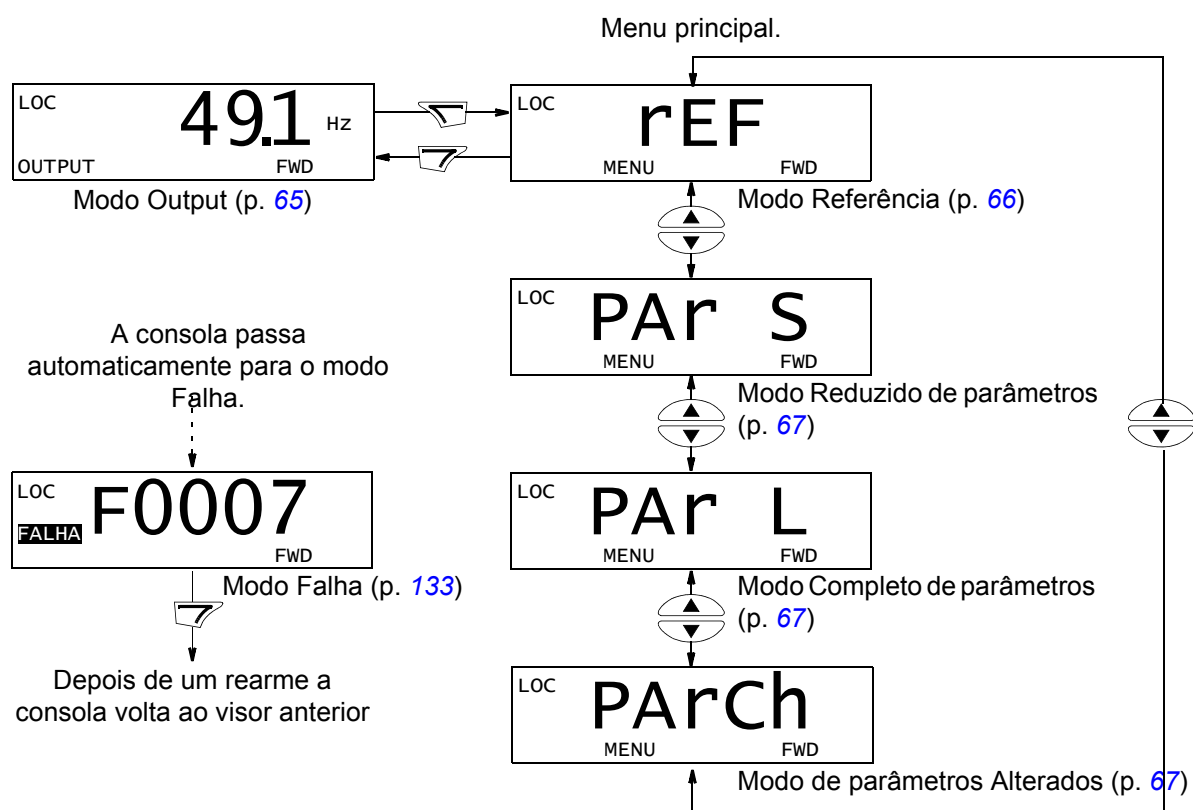 Menu principal.
LOC
49.1 Hz
OUTPUT FWD
Modo Output (p. 65)
LOC
rEF
MENU FWD
Modo Referência (p. 66)
LOC
PAr S
MENU FWD
Modo Reduzido de parâmetros
(p. 67)
A consola passa
automaticamente para o modo
Falha.
LOC
F0007
FALHA
FWD
Modo Falha (p. 133)
Depois de um rearme a
consola volta ao visor anterior
LOC
PAr L
MENU FWD
Modo Completo de parâmetros
(p. 67)
LOC
PArCh
MENU FWD
Modo de parâmetros Alterados (p. 67)